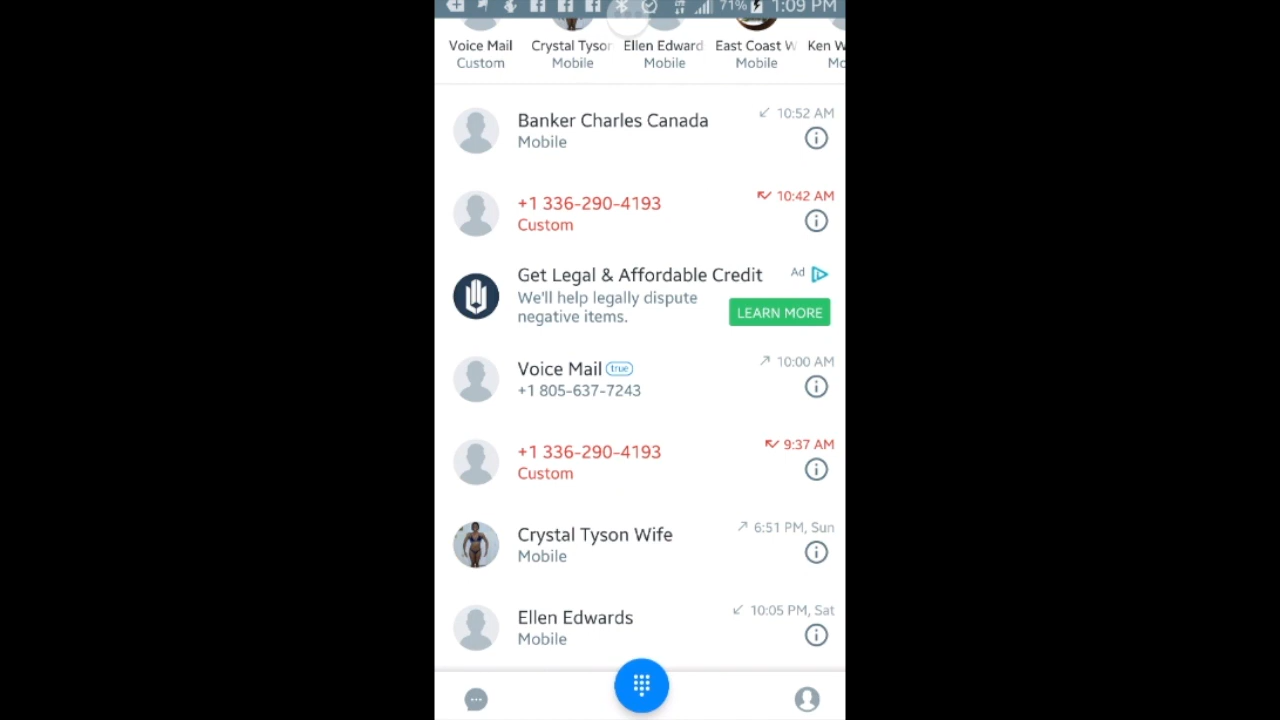 71% 1:09 PM
Voice Mail Crystal Tyson Ellen Edward East Coast W Ken W
Custom Mobile Mobile Mobile Mo
Banker Charles Canada 10:52 AM
Mobile
+1 336-290-4193 10:42 AM
Custom
Get Legal & Affordable Credit Ad
We'll help legally dispute
negative items.
LEARN MORE
Voice Mail true 10:00 AM
+1 805-637-7243
+1 336-290-4193 9:37 AM
Custom
Crystal Tyson Wife 6:51 PM, Sun
Mobile
Ellen Edwards 10:05 PM, Sat
Mobile